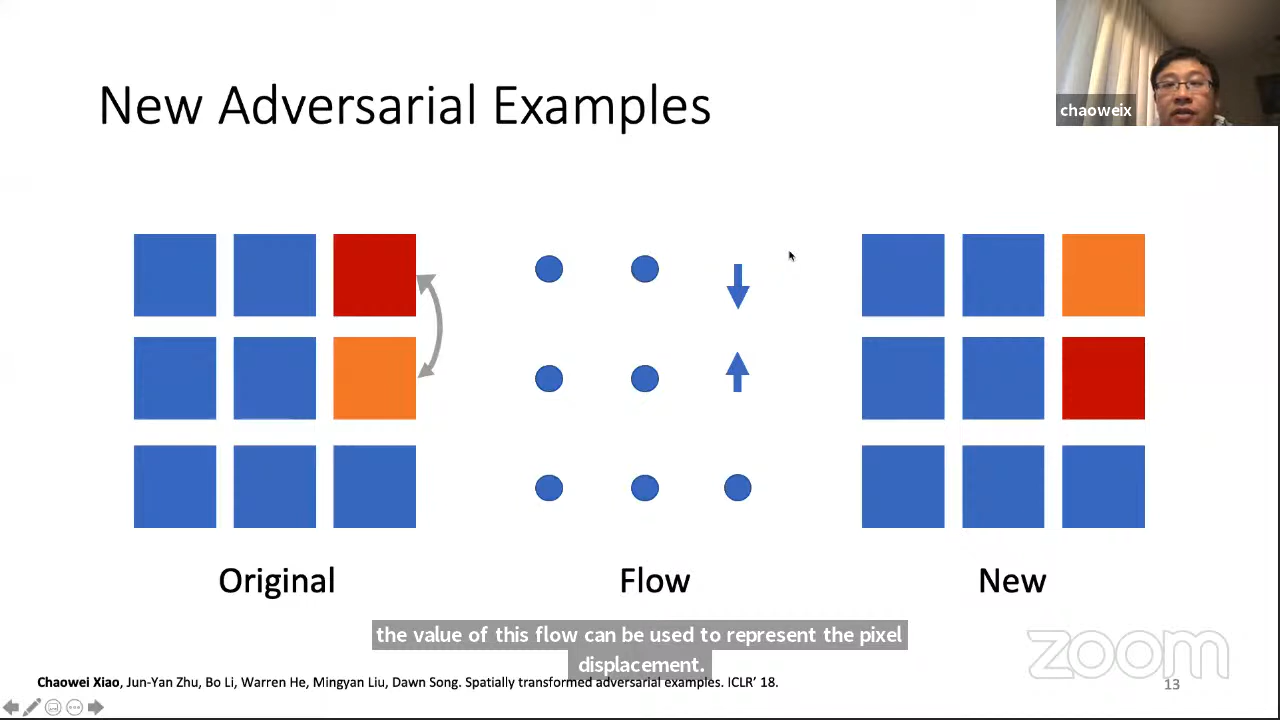 New Adversarial Examples
chaoweix
Original
Flow
New
the value of this flow can be used to represent the pixel
displacement.
zoom
Chaowei Xiao, Jun-Yan Zhu, Bo Li, Warren He, Mingyan Liu, Dawn Song. Spatially transformed adversarial examples. ICLR’ 18.
13